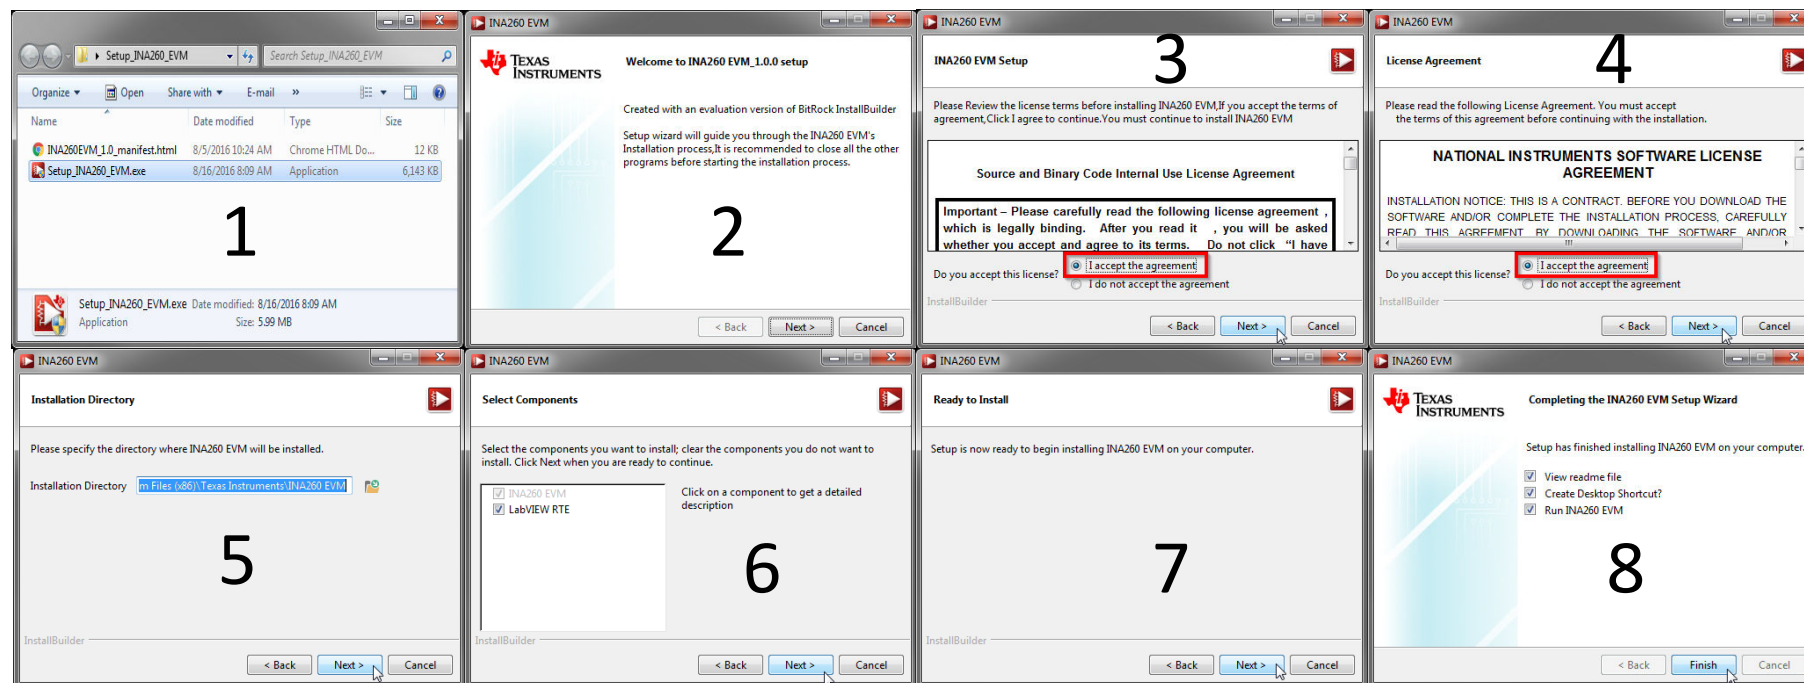 Setup_INA260_EVM
Search Setup_INA260_EVM
Organize
Open
Share with
E-mail
»
Name
Date modified
Type
Size
INA260EVM_1.0_manifest.html
8/5/2016 10:24 AM
Chrome HTML Do...
12 KB
Setup_INA260_EVM.exe
8/16/2016 8:09 AM
Application
6,143 KB
1
Setup_INA260_EVM.exe Date modified: 8/16/2016 8:09 AM
Application
Size: 5.99 MB
INA260 EVM
TEXAS
INSTRUMENTS
Welcome to INA260 EVM_1.0.0 setup
Created with an evaluation version of BitRock InstallBuilder
Setup wizard will guide you through the INA260 EVM's
Installation process,It is recommended to close all the other
programs before starting the installation process.
2
< Back
Next >
Cancel
INA260 EVM
3
INA260 EVM Setup
Please Review the license terms before installing INA260 EVM,If you accept the terms of
agreement,Click I agree to continue.You must continue to install INA260 EVM
Source and Binary Code Internal Use License Agreement
Important – Please carefully read the following license agreement ,
which is legally binding. After you read it , you will be asked
whether you accept and agree to its terms. Do not click “I have
Do you accept this license?
I accept the agreement
I do not accept the agreement
InstallBuilder
< Back
Next >
Cancel
INA260 EVM
4
License Agreement
Please read the following License Agreement. You must accept
the terms of this agreement before continuing with the installation.
NATIONAL INSTRUMENTS SOFTWARE LICENSE
AGREEMENT
INSTALLATION NOTICE: THIS IS A CONTRACT. BEFORE YOU DOWNLOAD THE
SOFTWARE AND/OR COMPLETE THE INSTALLATION PROCESS, CAREFULLY
READ THIS AGREEMENT. BY DOWNLOADING THE SOFTWARE AND/OR
Do you accept this license?
I accept the agreement
I do not accept the agreement
InstallBuilder
< Back
Next >
Cancel
INA260 EVM
Installation Directory
Please specify the directory where INA260 EVM will be installed.
Installation Directory
m Files (x86)\Texas Instruments\INA260 EVM
5
InstallBuilder
< Back
Next >
Cancel
INA260 EVM
Select Components
Select the components you want to install; clear the components you do not want to
install. Click Next when you are ready to continue.
INA260 EVM
LabVIEW RTE
Click on a component to get a detailed
description
6
InstallBuilder
< Back
Next >
Cancel
INA260 EVM
Ready to Install
Setup is now ready to begin installing INA260 EVM on your computer.
7
InstallBuilder
< Back
Next >
Cancel
INA260 EVM
TEXAS
INSTRUMENTS
Completing the INA260 EVM Setup Wizard
Setup has finished installing INA260 EVM on your computer.
View readme file
Create Desktop Shortcut?
Run INA260 EVM
8
< Back
Finish
Cancel